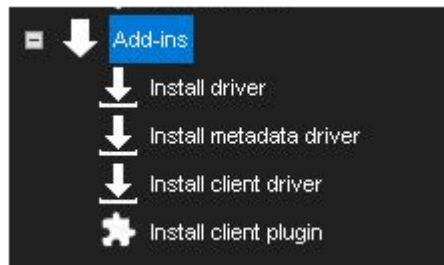 Add-ins
Install driver
Install metadata driver
Install client driver
Install client plugin